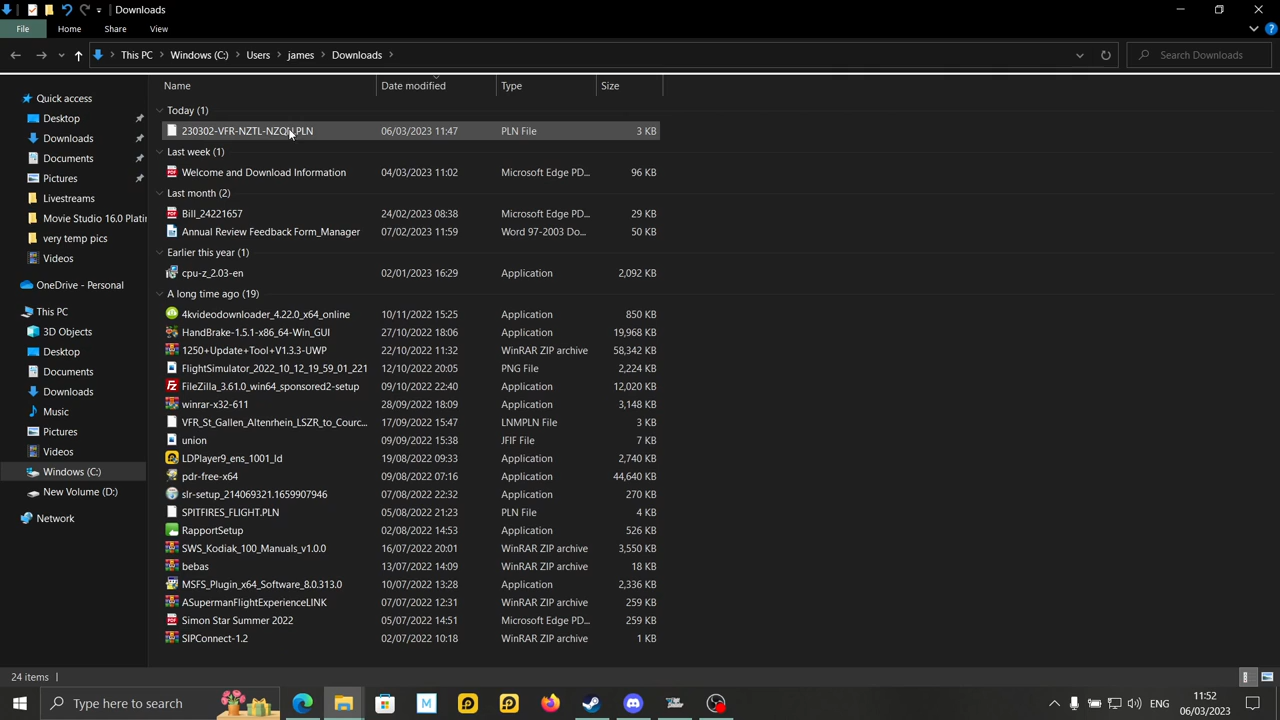 Downloads
File Home Share View
This PC Windows (C:) Users james Downloads Search Downloads
Name Date modified Type Size
Quick access
Desktop
Downloads
Documents
Pictures
Livestreams
Movie Studio 16.0 Plati
very temp pics
Videos
OneDrive - Personal
This PC
3D Objects
Desktop
Documents
Downloads
Music
Pictures
Videos
Windows (C:)
New Volume (D:)
Network
Today (1)
06/03/2023 11:47 PLN File 3 KB
Last week (1)
Welcome and Download Information 04/03/2023 11:02 Microsoft Edge PD... 96 KB
Last month (2)
Bill_24221657 24/02/2023 08:38 Microsoft Edge PD... 29 KB
Annual Review Feedback Form_Manager 07/02/2023 11:59 Word 97-2003 Do... 50 KB
Earlier this year (1)
cpu-z_2.03-en 02/01/2023 16:29 Application 2,092 KB
A long time ago (19)
4kvideodownloader_4.22.0_x64_online 10/11/2022 15:25 Application 850 KB
HandBrake-1.5.1-x86_64-Win_GUI 27/10/2022 18:06 Application 19,968 KB
1250+Update+Tool+V1.3.3-UWP 22/10/2022 11:32 WinRAR ZIP archive 58,342 KB
FlightSimulator_2022_10_12_19_59_01_221 12/10/2022 20:05 PNG File 2,224 KB
FileZilla_3.61.0_win64_sponsored2-setup 09/10/2022 22:40 Application 12,020 KB
winrar-x32-611 28/09/2022 18:09 Application 3,148 KB
VFR_St_Gallen_Altenrhein_LSZR_to_Courc... 17/09/2022 15:47 LNMPLN File 3 KB
union 09/09/2022 15:38 JFIF File 7 KB
LDPlayer9_ens_1001_ld 19/08/2022 09:33 Application 2,740 KB
pdr-free-x64 09/08/2022 07:16 Application 44,640 KB
slr-setup_214069321.1659907946 07/08/2022 22:32 Application 270 KB
SPITFIRES_FLIGHT.PLN 05/08/2022 21:23 PLN File 4 KB
RapportSetup 02/08/2022 14:53 Application 526 KB
SWS_Kodiak_100_Manuals_v1.0.0 16/07/2022 20:01 WinRAR ZIP archive 3,550 KB
bebas 13/07/2022 14:09 WinRAR ZIP archive 18 KB
MSFS_Plugin_x64_Software_8.0.313.0 10/07/2022 13:28 Application 2,336 KB
ASupermanFlightExperienceLINK 07/07/2022 12:31 WinRAR ZIP archive 259 KB
Simon Star Summer 2022 05/07/2022 14:51 Microsoft Edge PD... 259 KB
SIPConnect-1.2 02/07/2022 10:18 WinRAR ZIP archive 1 KB
24 items
Type here to search
M
ENG
11:52
06/03/2023